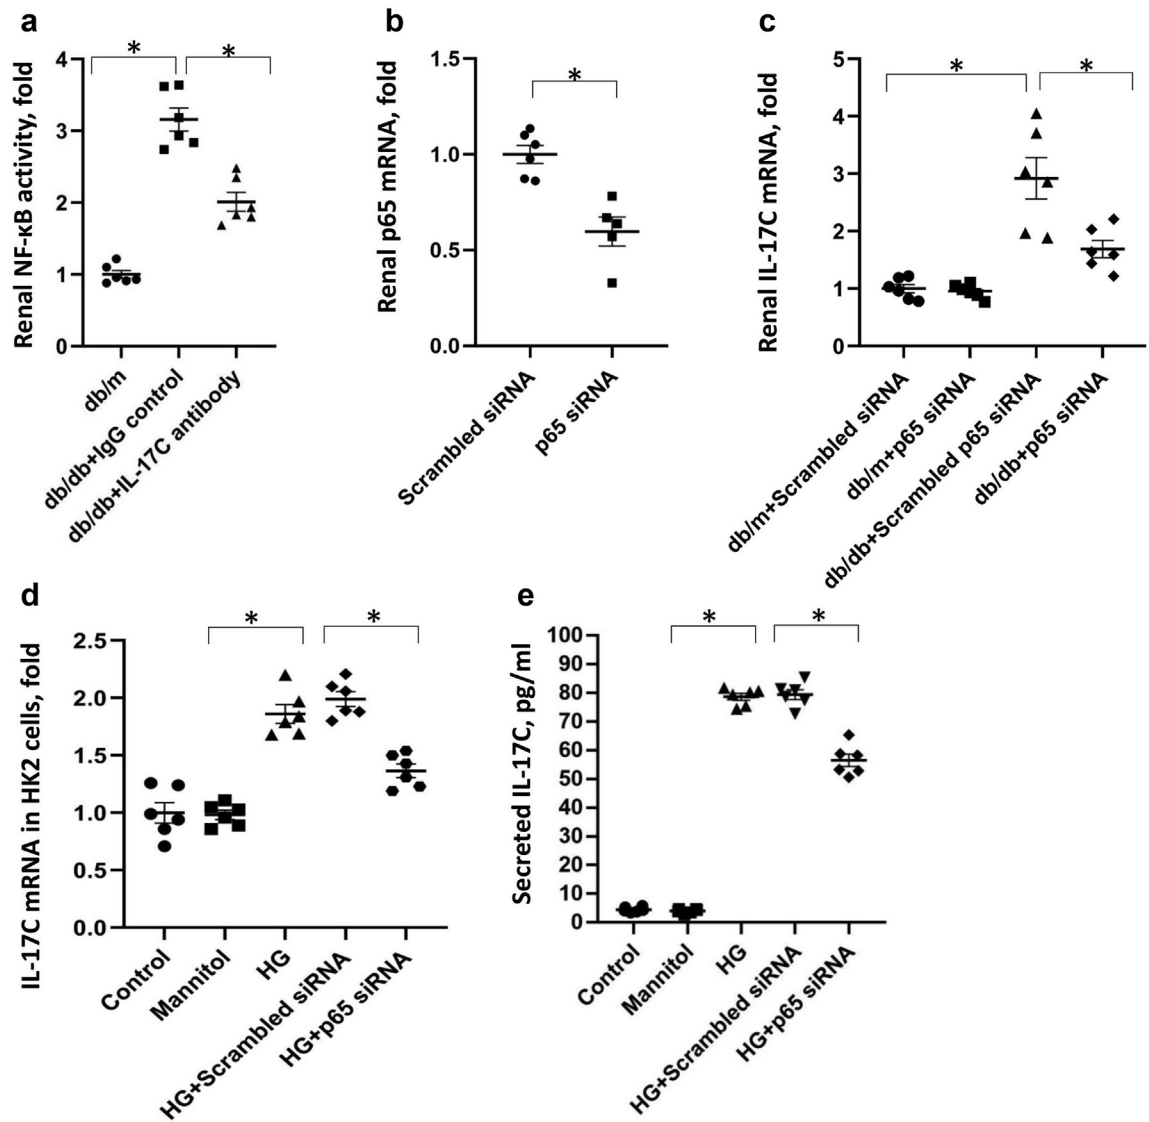 a
Renal NF-κB activity, fold
4
3
2
1
0
*
*
db/m
db/db+IgG control
db/db+IL-17C antibody
b
Renal p65 mRNA, fold
1.5
1.0
0.5
0.0
*
Scrambled siRNA
p65 siRNA
c
Renal IL-17C mRNA, fold
5
4
3
2
1
0
*
*
db/m+Scrambled siRNA
db/m+p65 siRNA
db/db+Scrambled p65 siRNA
db/db+p65 siRNA
d
IL-17C mRNA in HK2 cells, fold
2.5
2.0
1.5
1.0
0.5
0.0
*
*
Control
Mannitol
HG
HG+Scrambled siRNA
HG+p65 siRNA
e
Secreted IL-17C, pg/ml
100
90
80
70
60
50
40
30
20
10
0
*
*
Control
Mannitol
HG
HG+Scrambled siRNA
HG+p65 siRNA